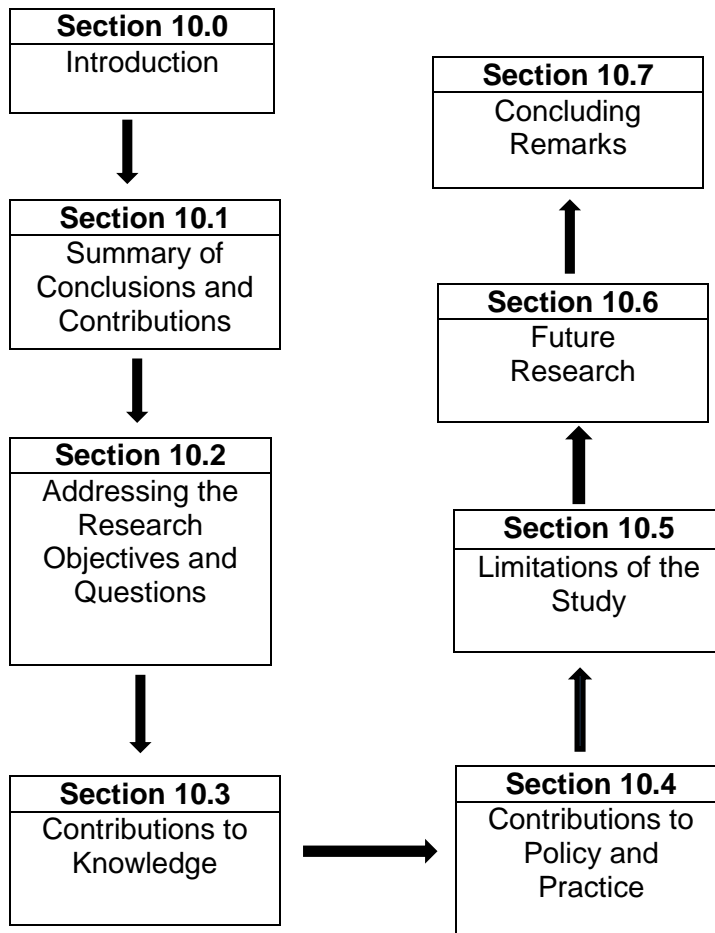 Section 10.0
Introduction
Section 10.1
Summary of
Conclusions and
Contributions
Section 10.2
Addressing the
Research
Objectives and
Questions
Section 10.3
Contributions to
Knowledge
Section 10.4
Contributions to
Policy and
Practice
Section 10.5
Limitations of the
Study
Section 10.6
Future
Research
Section 10.7
Concluding
Remarks